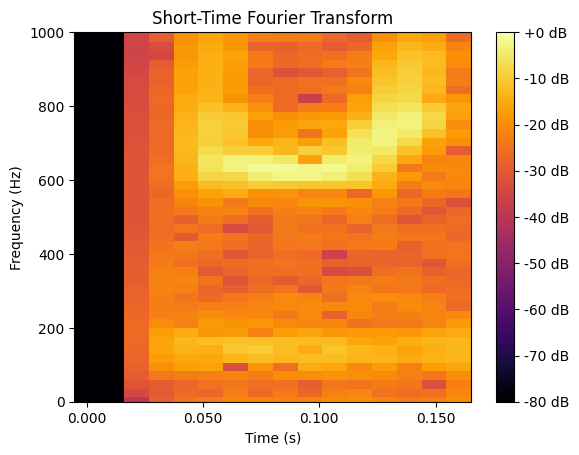 Short-Time Fourier Transform
1000
800
600
400
200
0
Frequency (Hz)
0.000
0.050
0.100
0.150
Time (s)
+0 dB
-10 dB
-20 dB
-30 dB
-40 dB
-50 dB
-60 dB
-70 dB
-80 dB